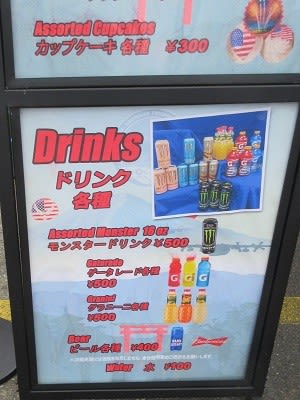 Assorted Cupcakes
カップケーキ 各種 ¥300
Drinks
ドリンク
各種
Assorted Monster 16 oz
モンスタードリンク ¥500
Gatorade
ゲータレード各種
¥500
グラニーニ各種
¥500
Beer
ビール各種 ¥400
BUD LIGHT
Budweiser
Water 水 ¥100